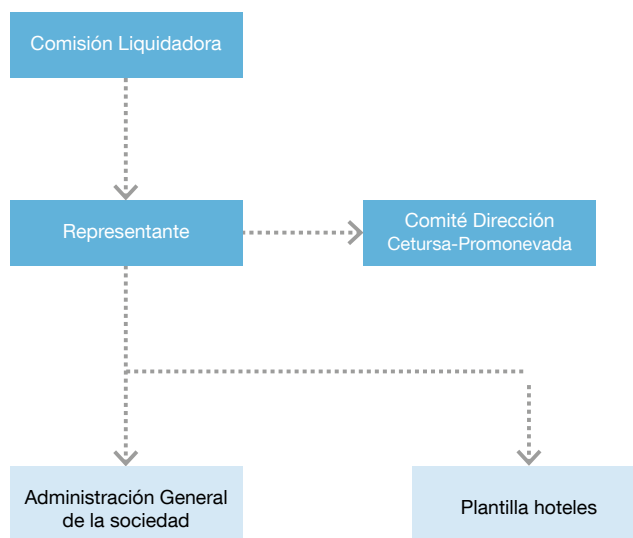 Comisión Liquidadora
Representante
Comité Dirección
Cetursa-Promonevada
Administración General
de la sociedad
Plantilla hoteles